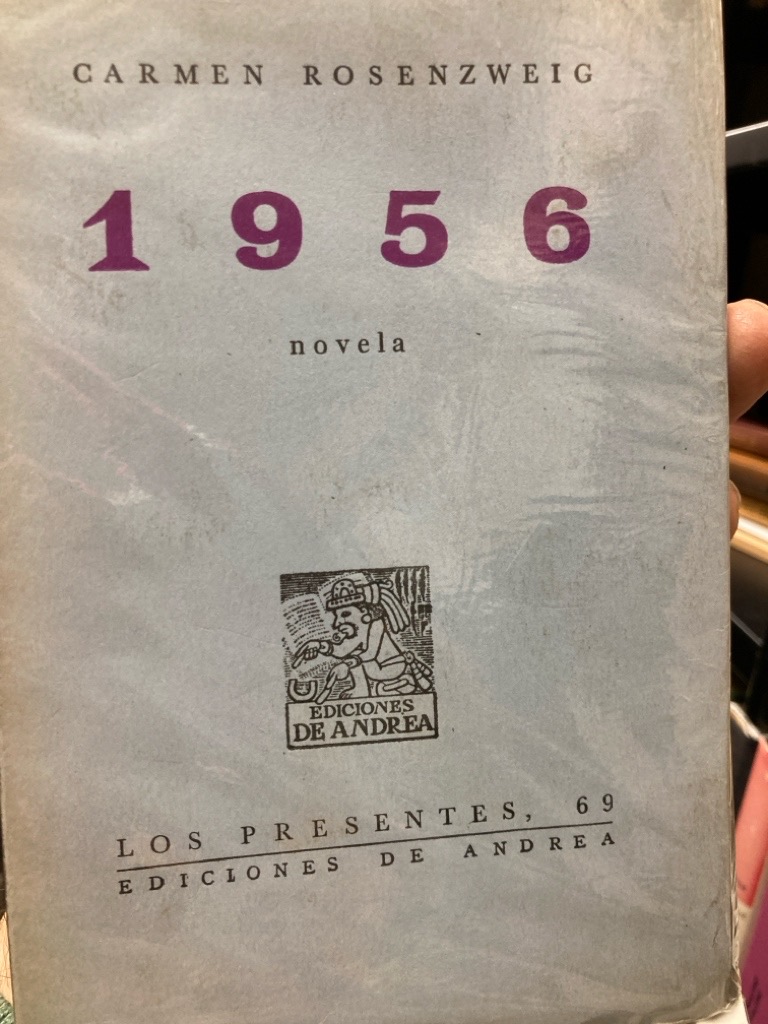 CARMEN ROSENZWEIG
1956
novela
EDICIONES
DE ANDREA
LOS PRESENTES, 69
EDICIONES DE ANDREA